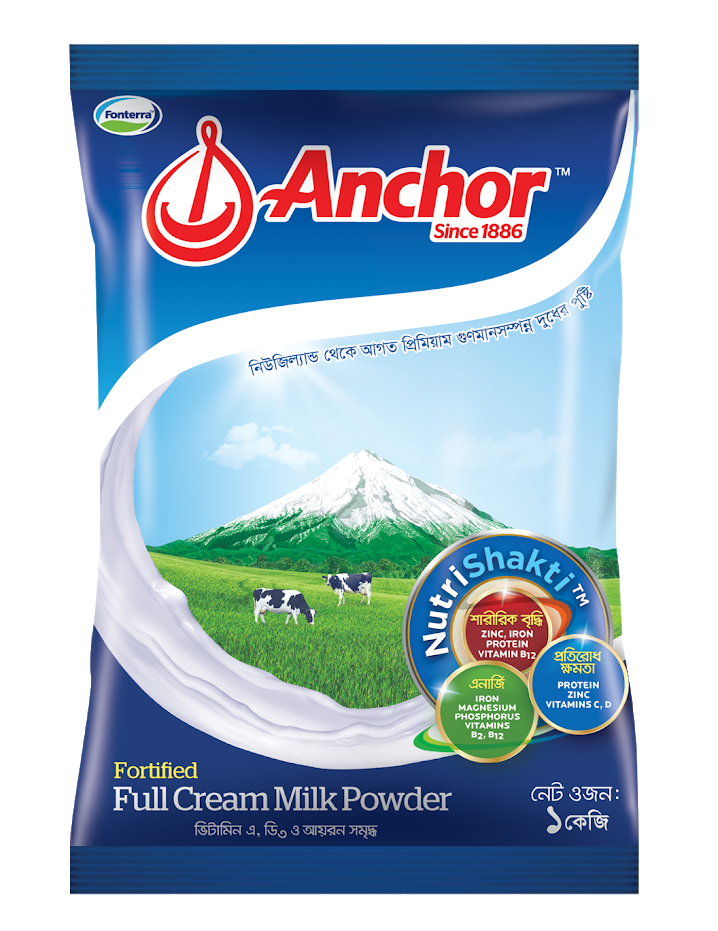 Fonterra
Anchor™
Since 1886
নিউজিল্যান্ড থেকে আগত প্রিমিয়াম গুণমানসম্পন্ন দুধের পুষ্টি
NutriShakti™
শারীরিক বৃদ্ধি
ZINC, IRON
PROTEIN
VITAMIN B12
প্রতিরোধ
ক্ষমতা
PROTEIN
ZINC
VITAMINS C, D
এনার্জি
IRON
MAGNESIUM
PHOSPHORUS
VITAMINS
B2, B12
Fortified
Full Cream Milk Powder
ভিটামিন এ, ডি৩ ও আয়রন সমৃদ্ধ
নেট ওজন:
১ কেজি